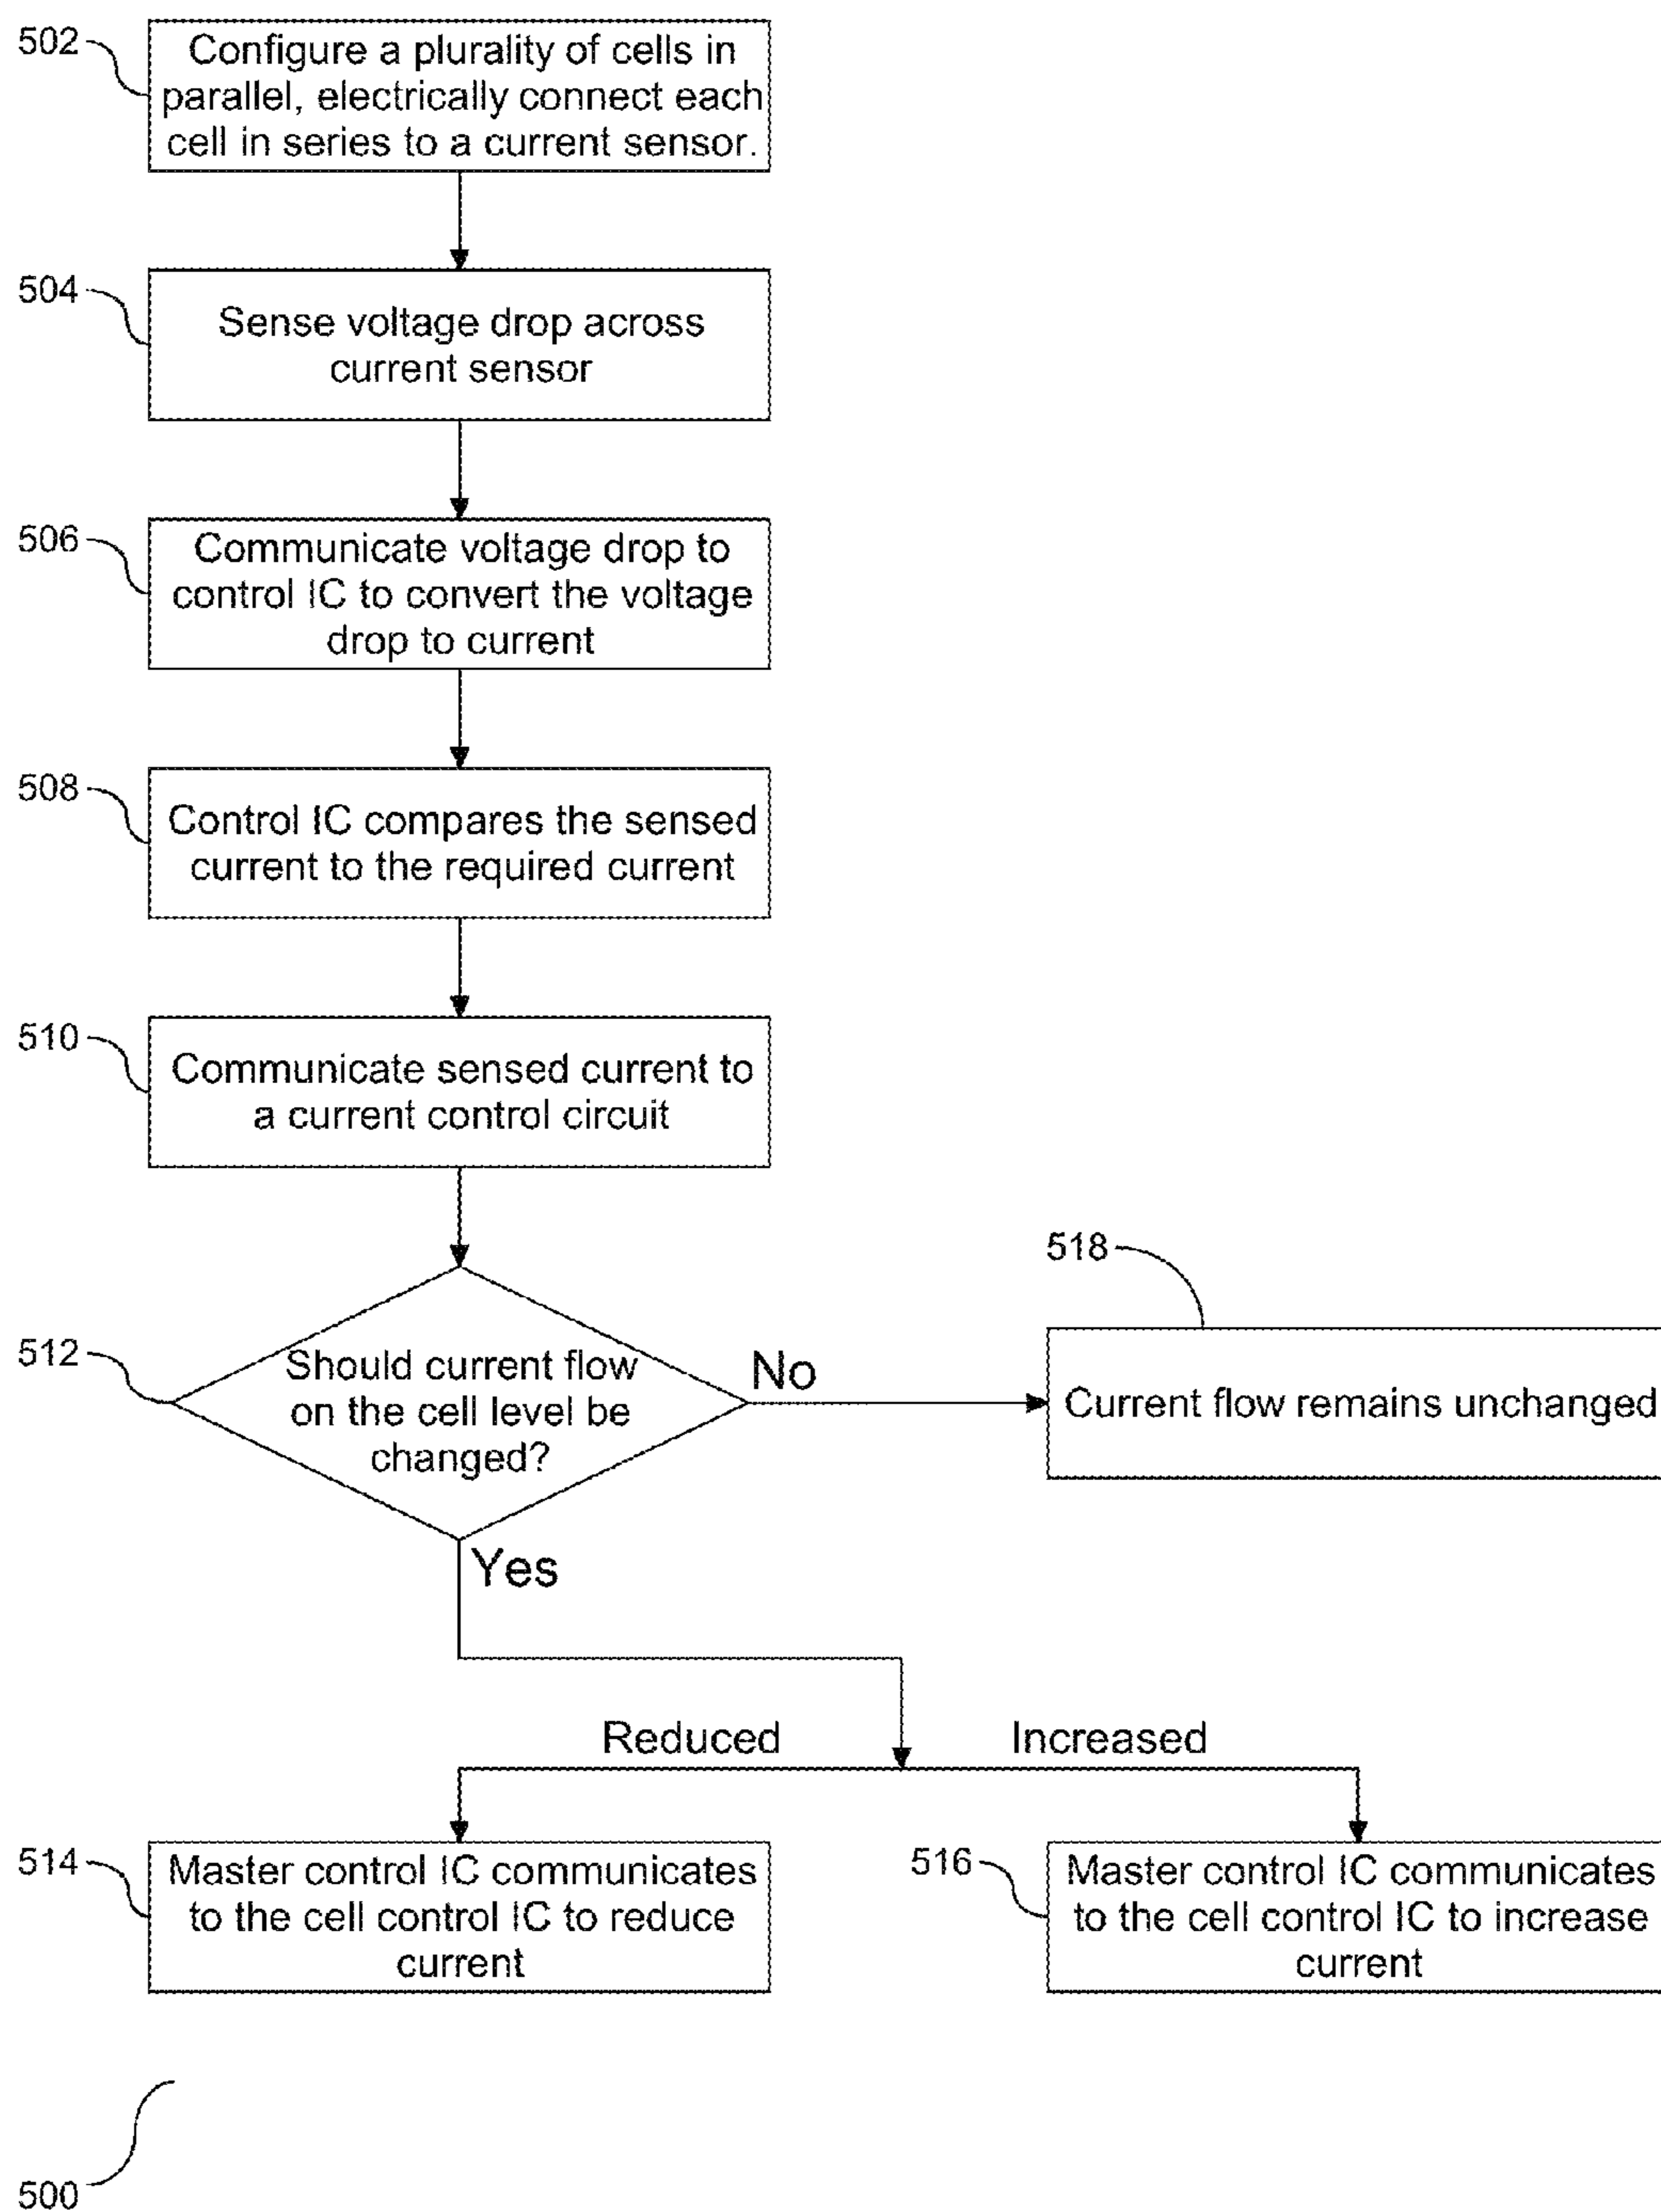 502
Configure a plurality of cells in
parallel, electrically connect each
cell in series to a current sensor.
504
Sense voltage drop across
current sensor
506
Communicate voltage drop to
control IC to convert the voltage
drop to current
508
Control IC compares the sensed
current to the required current
510
Communicate sensed current to
a current control circuit
512
Should current flow
on the cell level be
changed?
No
518
Current flow remains unchanged
Yes
Reduced
Increased
514
Master control IC communicates
to the cell control IC to reduce
current
516
Master control IC communicates
to the cell control IC to increase
current
500